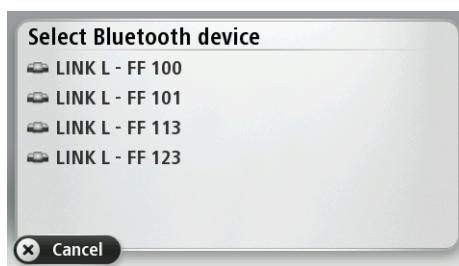 Select Bluetooth device
LINK L - FF 100
LINK L - FF 101
LINK L - FF 113
LINK L - FF 123
Cancel